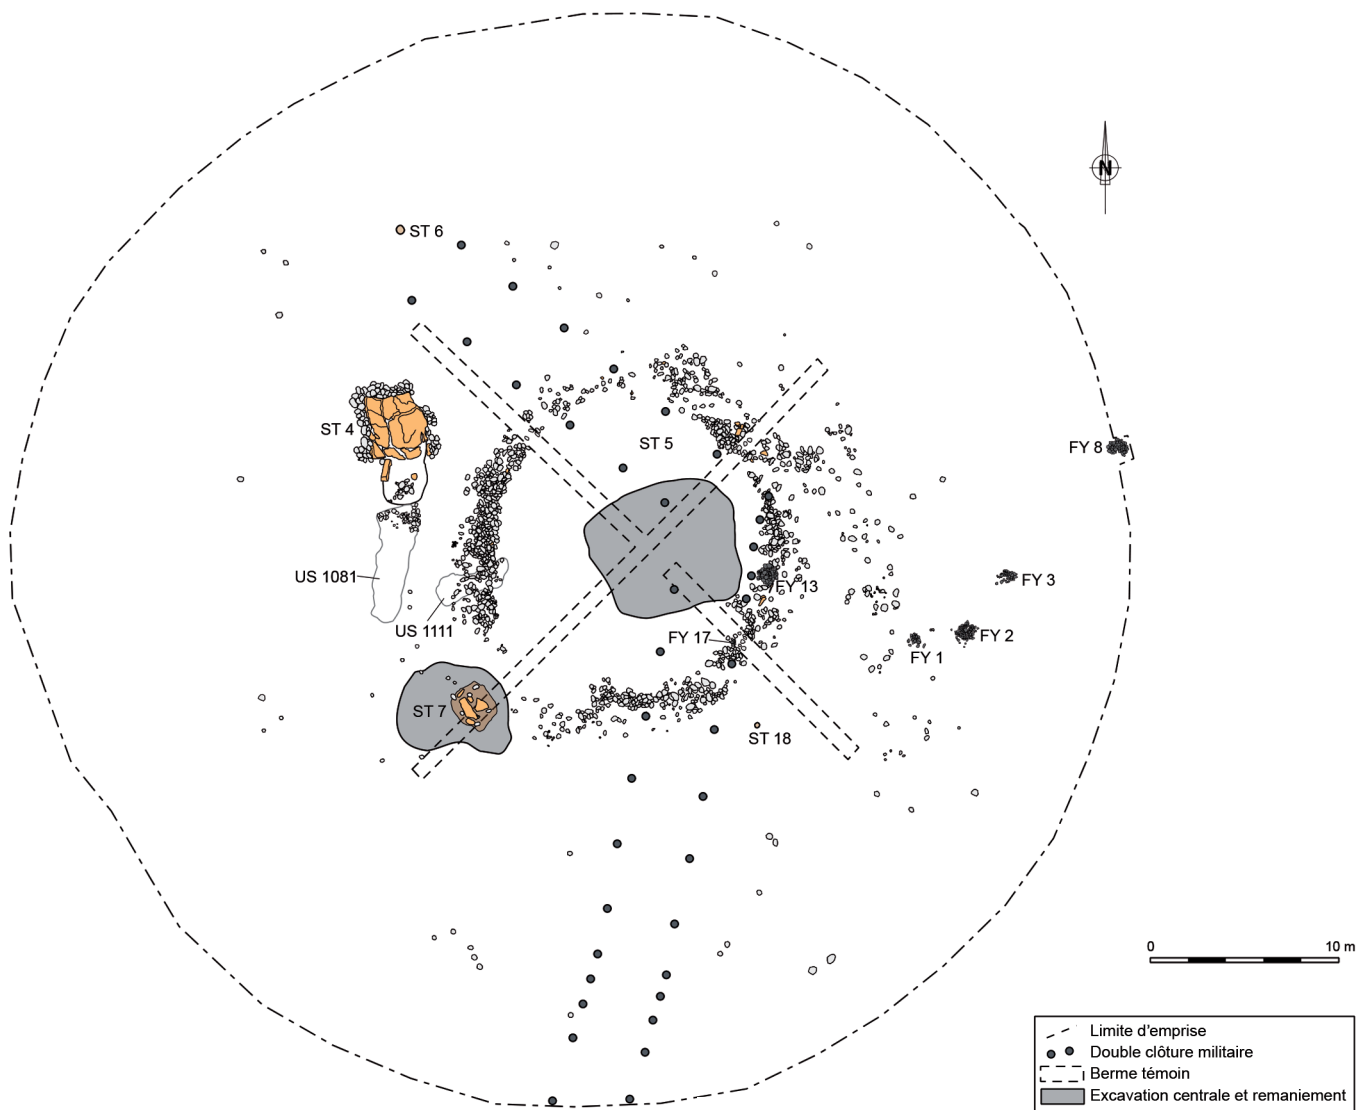 N
ST 6
ST 4
ST 5
FY 8
US 1081
FY 3
FY 13
US 1111
FY 17
FY 2
FY 1
ST 7
ST 18
0 10 m
Limite d'emprise
Double clôture militaire
Berme témoin
Excavation centrale et remaniement